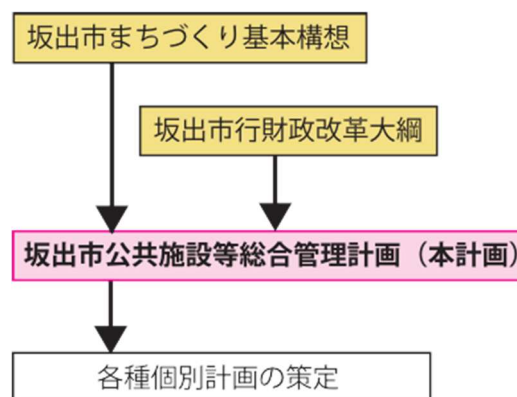 坂出市まちづくり基本構想
坂出市行財政改革大綱
坂出市公共施設等総合管理計画（本計画）
各種個別計画の策定